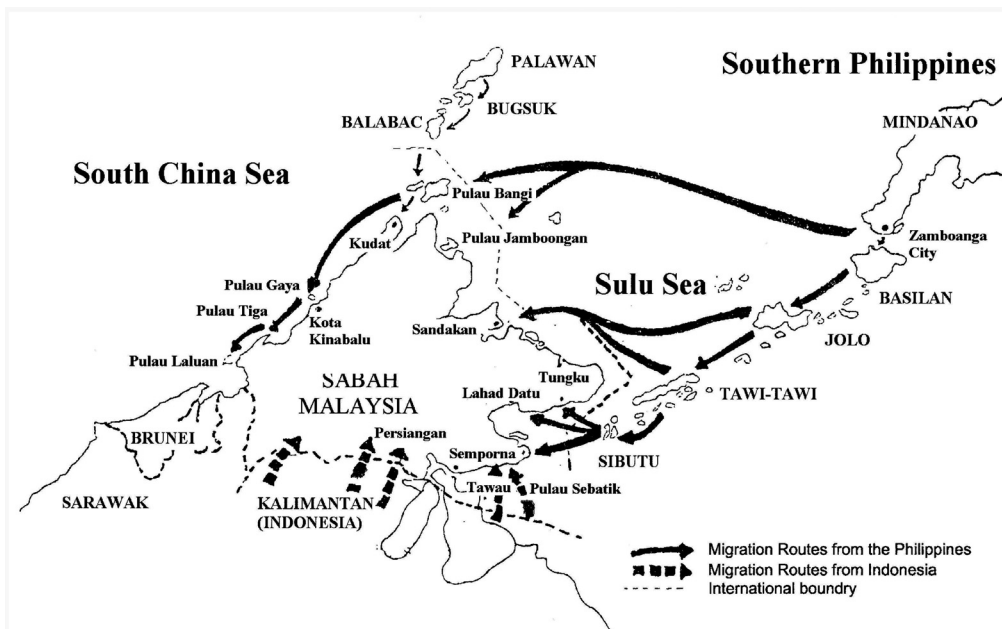 PALAWAN
Southern Philippines
BUGSUK
MINDANAO
BALABAC
South China Sea
Pulau Bangi
Kudat
Pulau Jamboongan
Zamboanga
City
Pulau Gaya
Sulu Sea
BASILAN
Pulau Tiga
Kota
Kinabalu
Sandakan
JOLO
Pulau Laluan
SABAH
MALAYSIA
Tungku
Lahad Datu
TAWI-TAWI
BRUNEI
Persiangan
Semporna
SIBUTU
SARAWAK
KALIMANTAN
(INDONESIA)
Tawau
Pulau Sebatik
Migration Routes from the Philippines
Migration Routes from Indonesia
International boundry